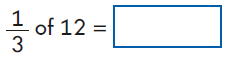 1/3 of 12 =